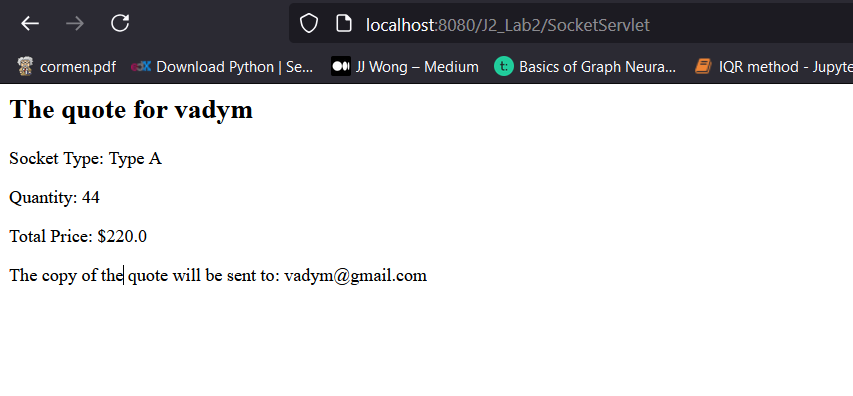 localhost:8080/J2_Lab2/SocketServlet
cormen.pdf Download Python | Se... JJ Wong – Medium t: Basics of Graph Neura... IQR method - Jupyte
The quote for vadym
Socket Type: Type A
Quantity: 44
Total Price: $220.0
The copy of the quote will be sent to: vadym@gmail.com